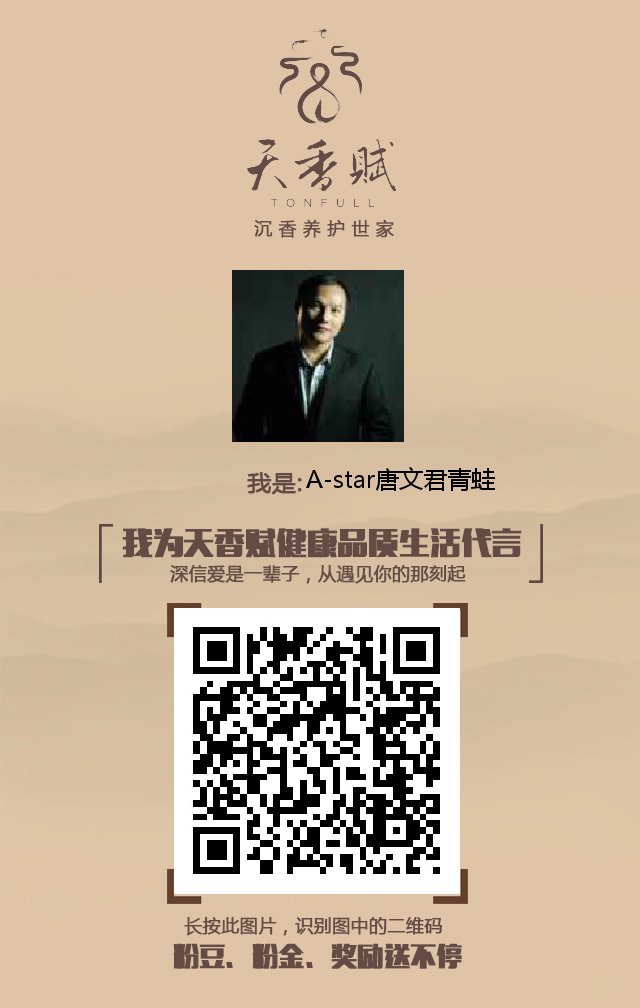 天香赋
TONFULL
沉香养护世家
我是:A-star唐文君青蛙
我为天香赋健康品质生活代言
深信爱是一辈子，从遇见你的那刻起
长按此图片，识别图中的二维码
粉豆、粉金、奖励送不停